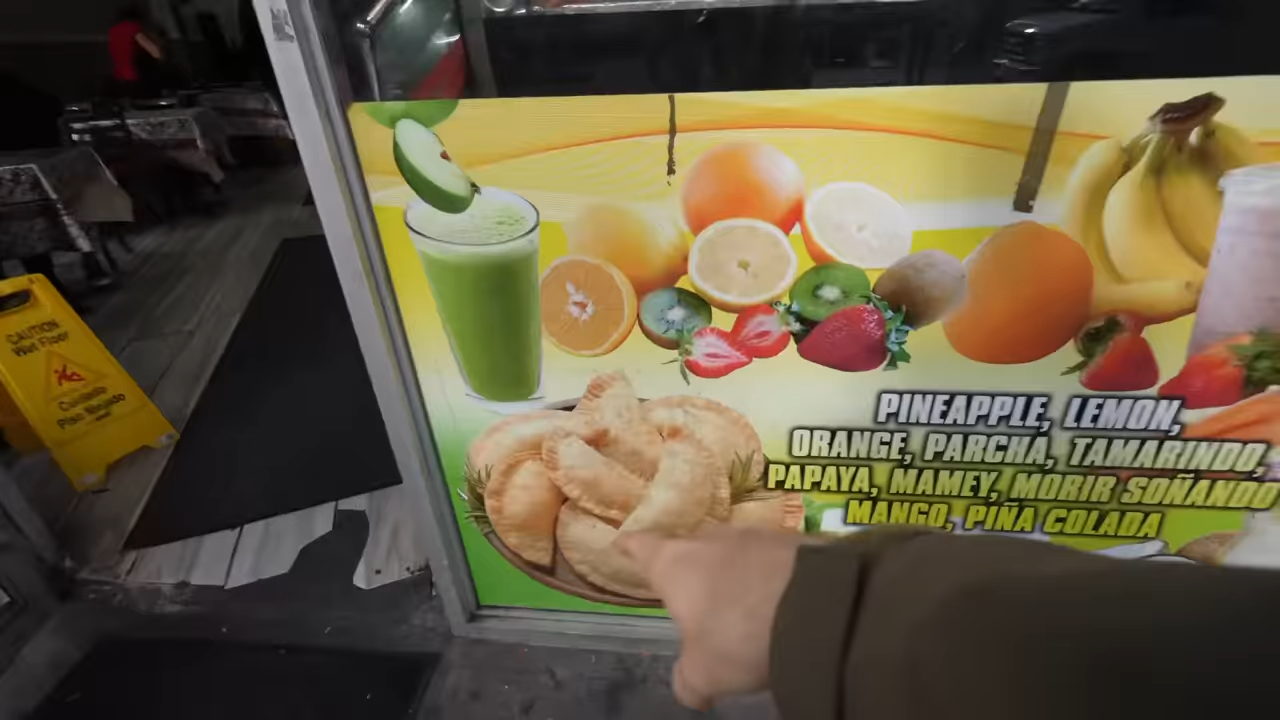 CAUTION
Wet Floor
Cuidado
Piso Mojado
PINEAPPLE, LEMON,
ORANGE, PARCHA, TAMARINDO,
PAPAYA, MAMEY, MORIR SOÑANDO
MANGO, PIÑA COLADA